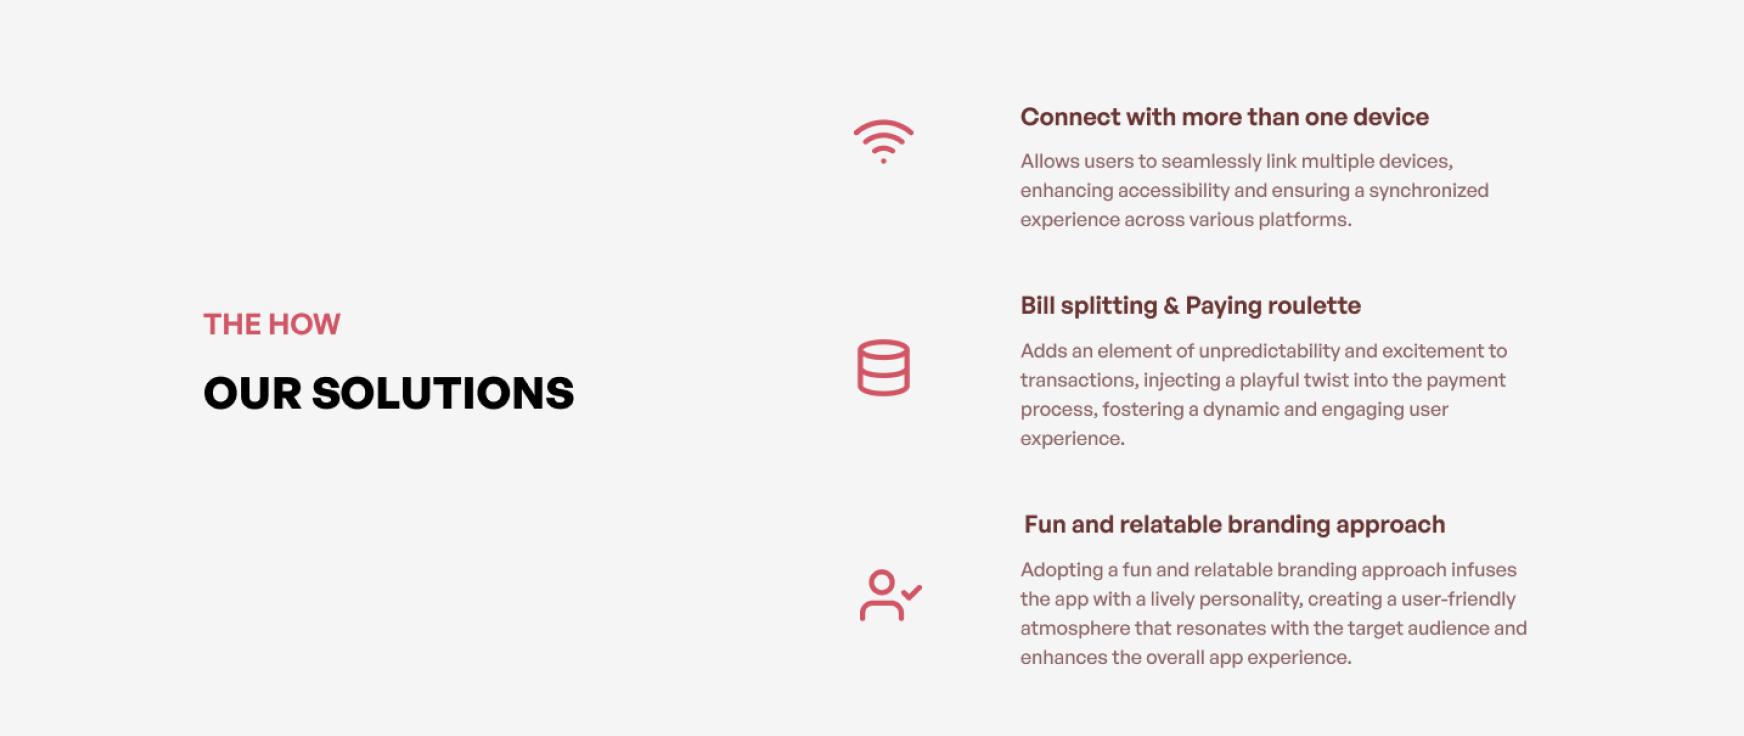 THE HOW
OUR SOLUTIONS
Connect with more than one device
Allows users to seamlessly link multiple devices,
enhancing accessibility and ensuring a synchronized
experience across various platforms.
Bill splitting & Paying roulette
Adds an element of unpredictability and excitement to
transactions, injecting a playful twist into the payment
process, fostering a dynamic and engaging user
experience.
Fun and relatable branding approach
Adopting a fun and relatable branding approach infuses
the app with a lively personality, creating a user-friendly
atmosphere that resonates with the target audience and
enhances the overall app experience.